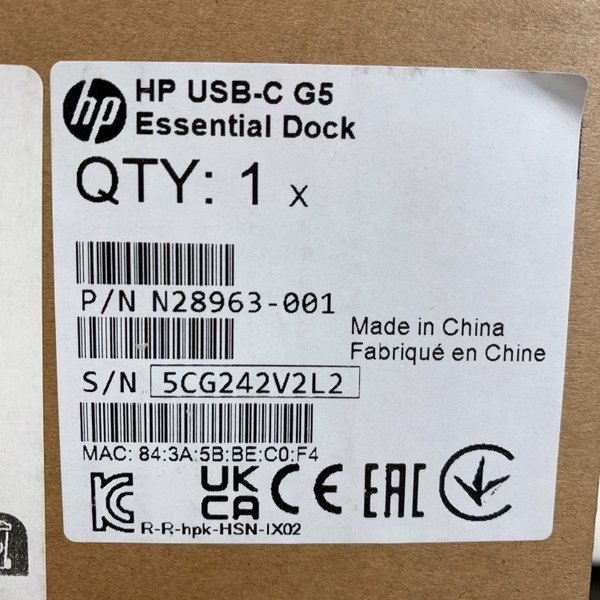 hp HP USB-C G5
Essential Dock
QTY: 1 x
P/N N28963-001
Made in China
Fabriqué en Chine
S/N 5CG242V2L2
MAC: 84:3A:5B:BE:C0:F4
UK
CA
CE
EAC
R-R-hpk-HSN-IX02